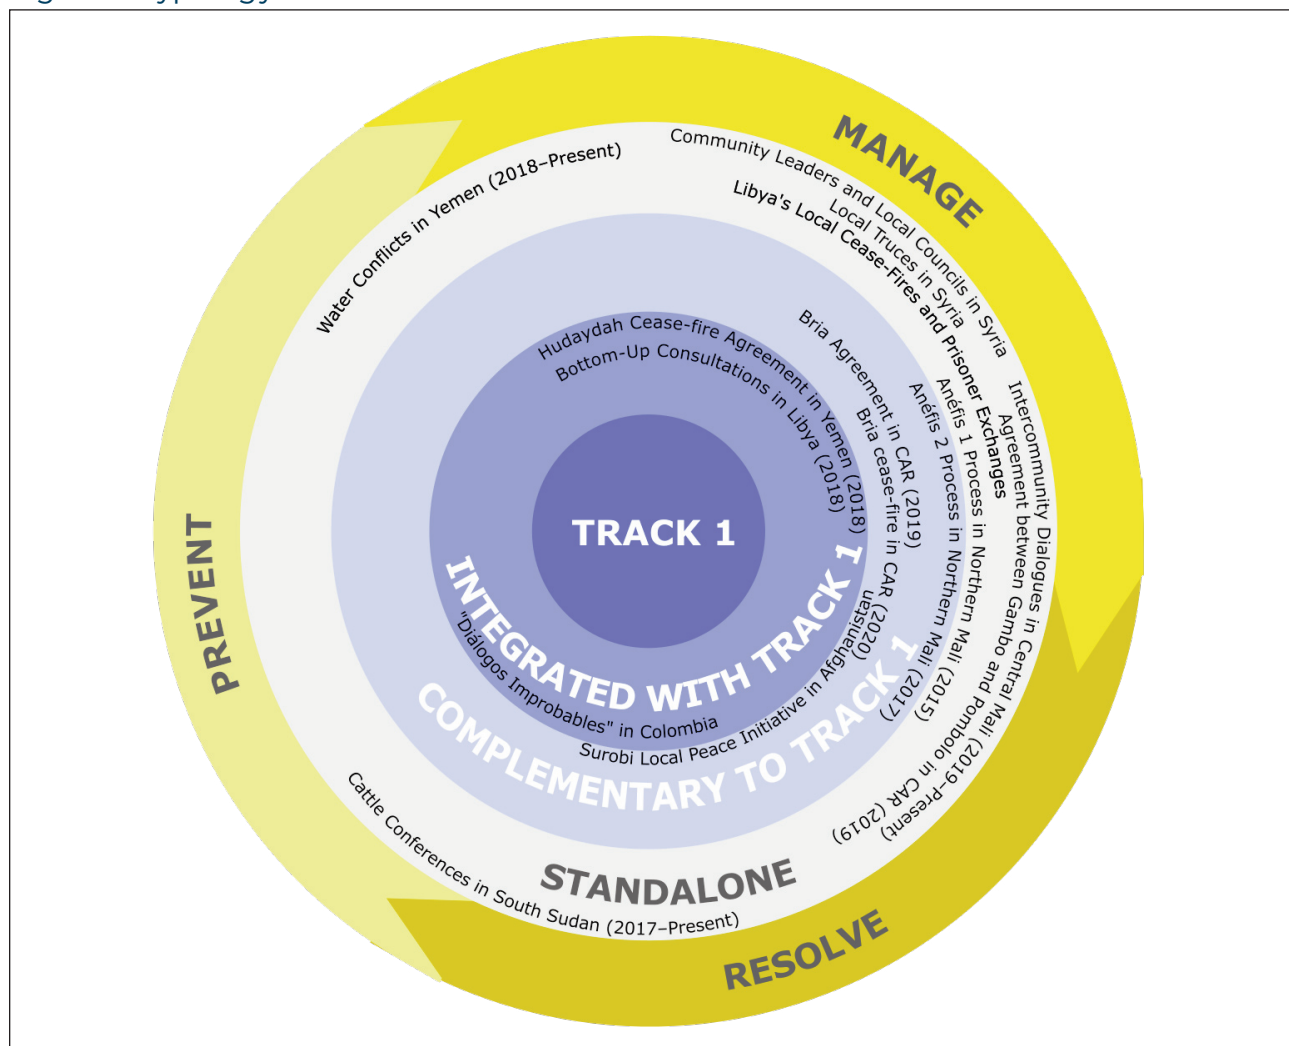 MANAGE
Community Leaders and Local Councils in Syria
Local Truces in Syria
Libya's Local Cease-Fires and Prisoner Exchanges
Water Conflicts in Yemen (2018–Present)
Hudaydah Cease-fire Agreement in Yemen (2018)
Bottom-Up Consultations in Libya (2018)
Bria Agreement in CAR (2019)
Bria cease-fire in CAR (2020)
Anéfis 1 Process in Northern Mali (2015)
Anéfis 2 Process in Northern Mali (2017)
Intercommunity Dialogues in Central Mali (2019–Present)
Agreement between Gambo and Pombolo in CAR (2019)
TRACK 1
INTEGRATED WITH TRACK 1
"Diálogos Improbables" in Colombia
Surobi Local Peace Initiative in Afghanistan
COMPLEMENTARY TO TRACK 1
PREVENT
STANDALONE
Cattle Conferences in South Sudan (2017–Present)
RESOLVE